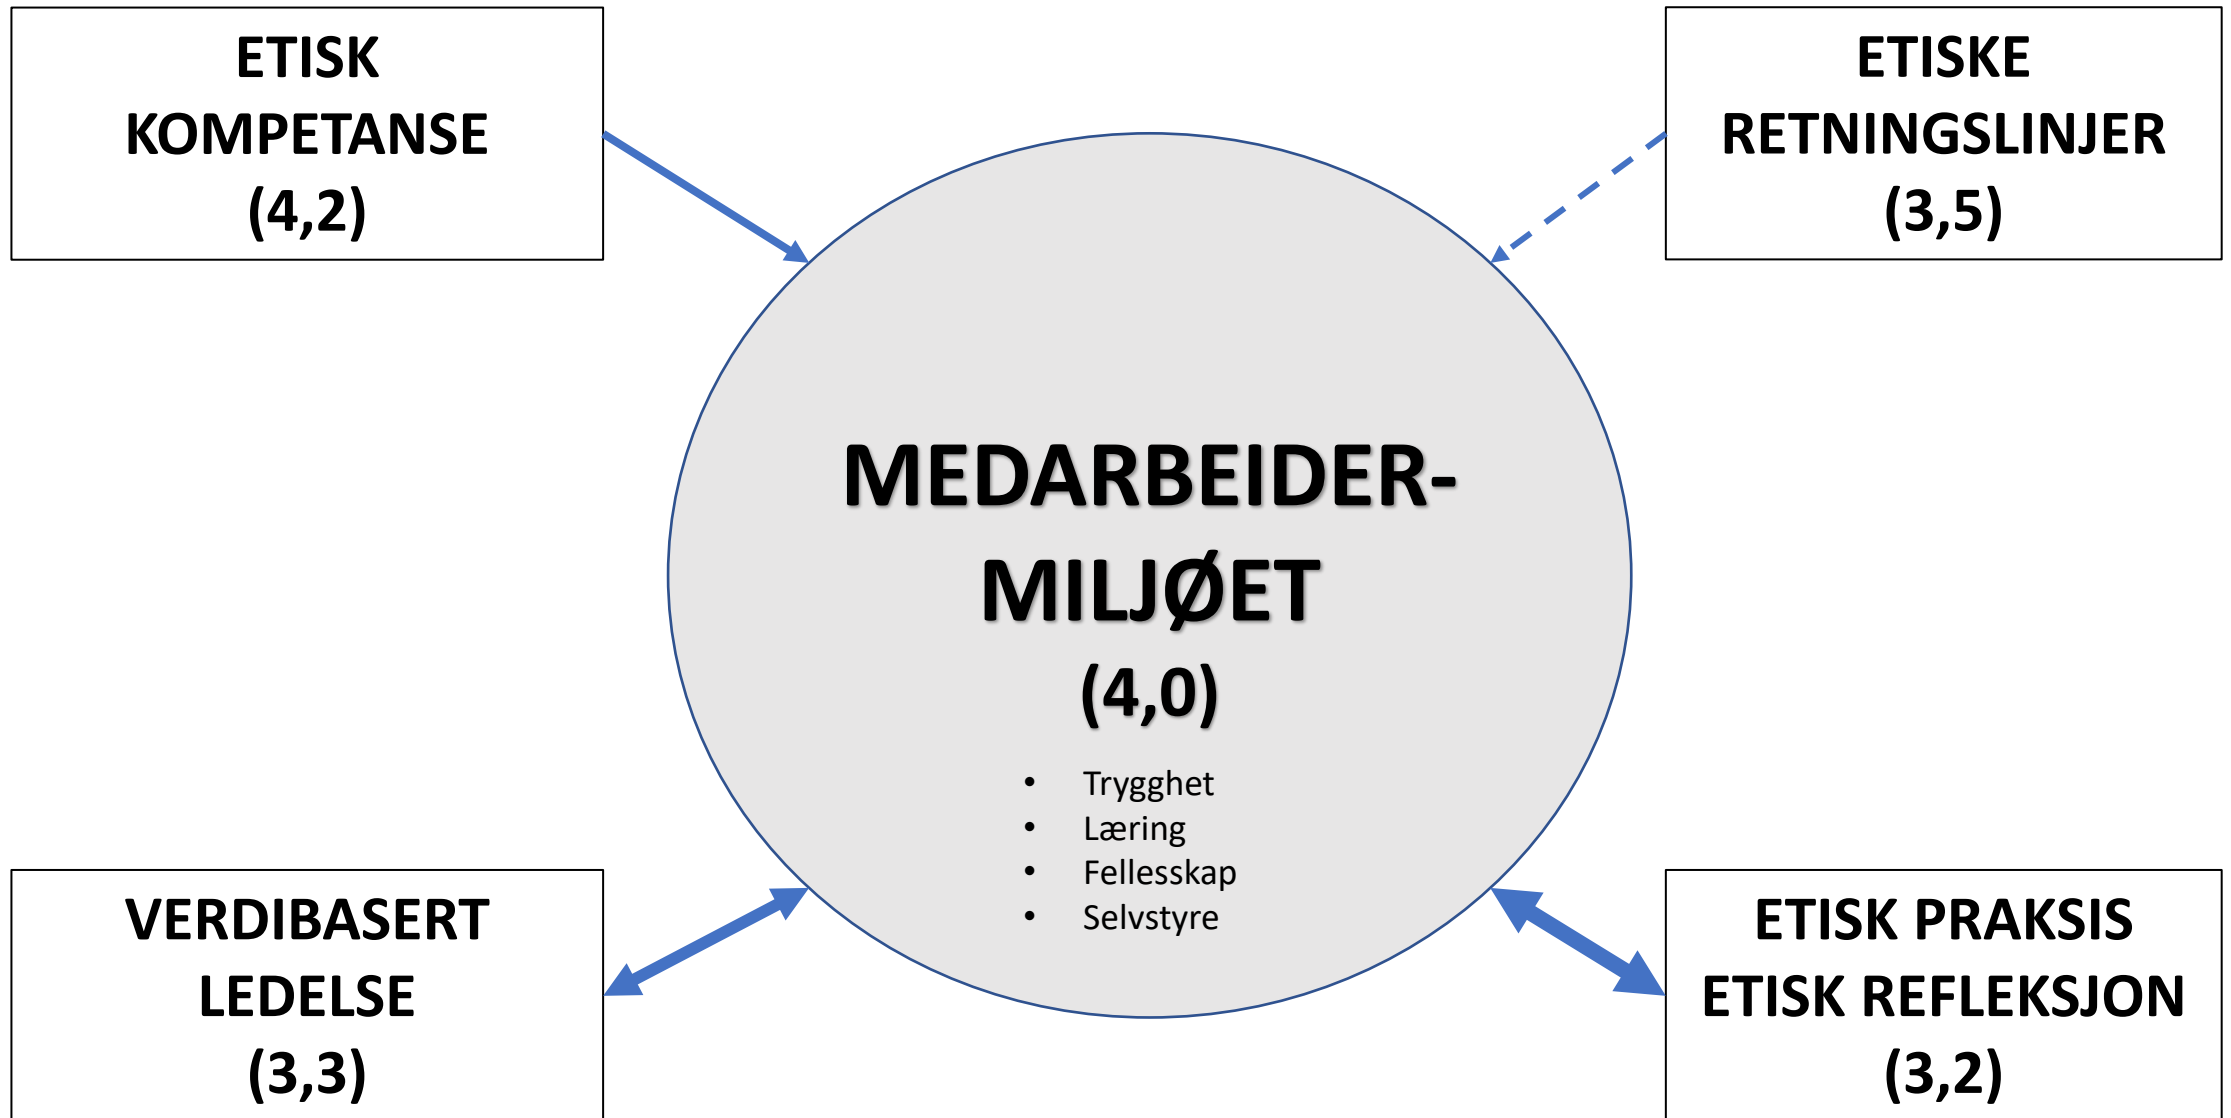 ETISK
KOMPETANSE
(4,2)
ETISKE
RETNINGSLINJER
(3,5)
MEDARBEIDER-
MILJØET
(4,0)
• Trygghet
• Læring
• Fellesskap
• Selvstyre
VERDIBASERT
LEDELSE
(3,3)
ETISK PRAKSIS
ETISK REFLEKSJON
(3,2)